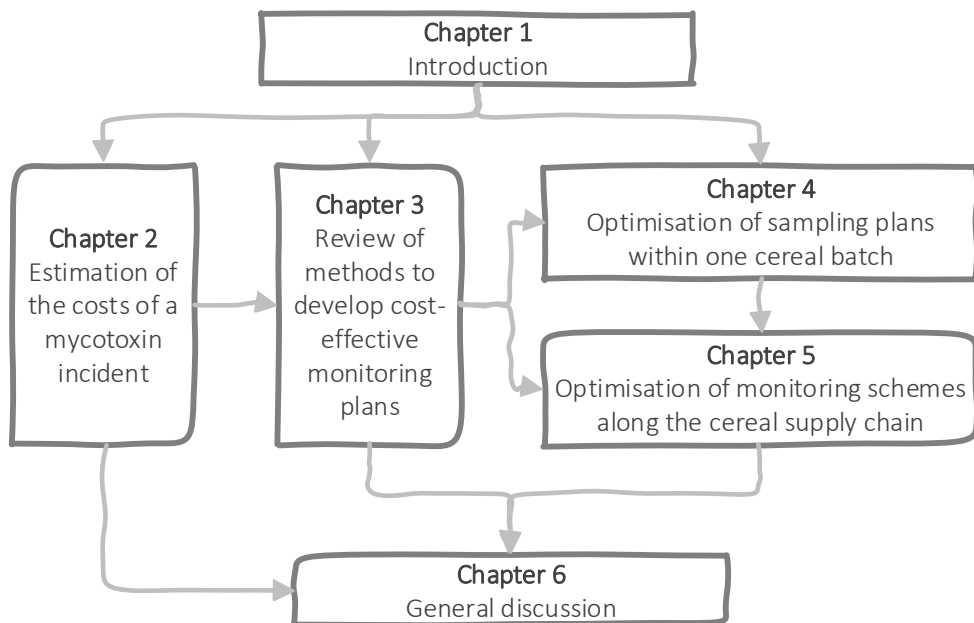 Chapter 1
Introduction
Chapter 2
Estimation of
the costs of a
mycotoxin
incident
Chapter 3
Review of
methods to
develop cost-
effective
monitoring
plans
Chapter 4
Optimisation of sampling plans
within one cereal batch
Chapter 5
Optimisation of monitoring schemes
along the cereal supply chain
Chapter 6
General discussion